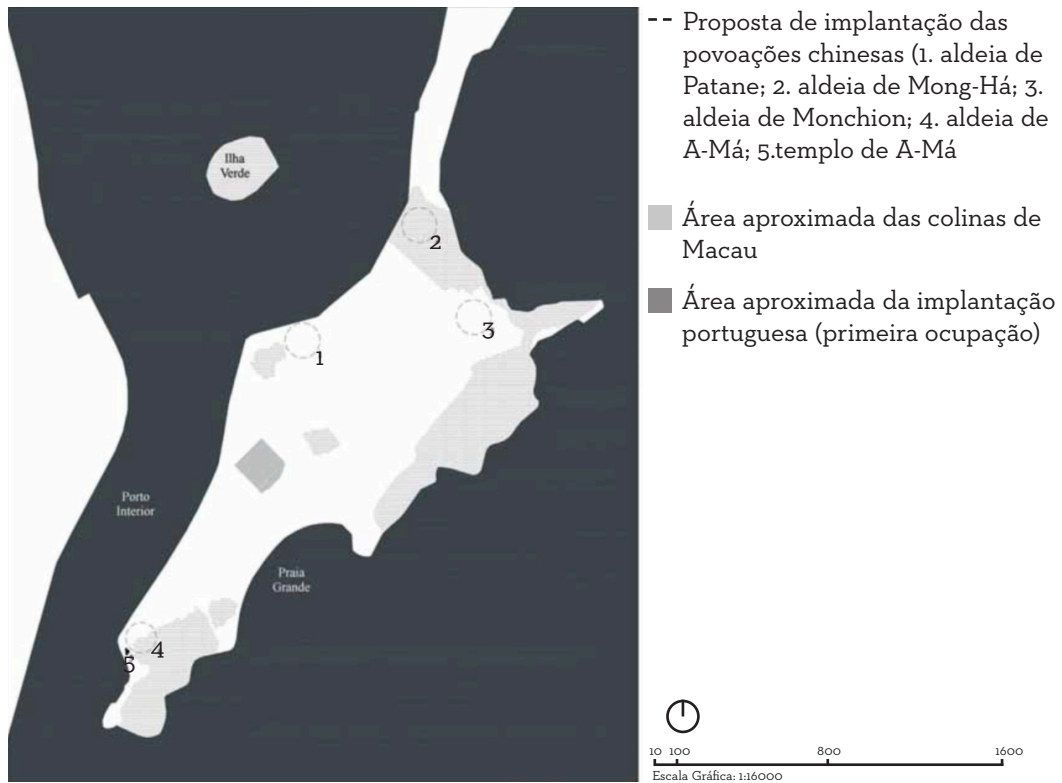 -- Proposta de implantação das
povoações chinesas (1. aldeia de
Patane; 2. aldeia de Mong-Há; 3.
aldeia de Monchion; 4. aldeia de
A-Má; 5.templo de A-Má
Área aproximada das colinas de
Macau
Área aproximada da implantação
portuguesa (primeira ocupação)
Ilha
Verde
2
3
1
Porto
Interior
Praia
Grande
4
5
10 100 800 1600
Escala Gráfica: 1:16000